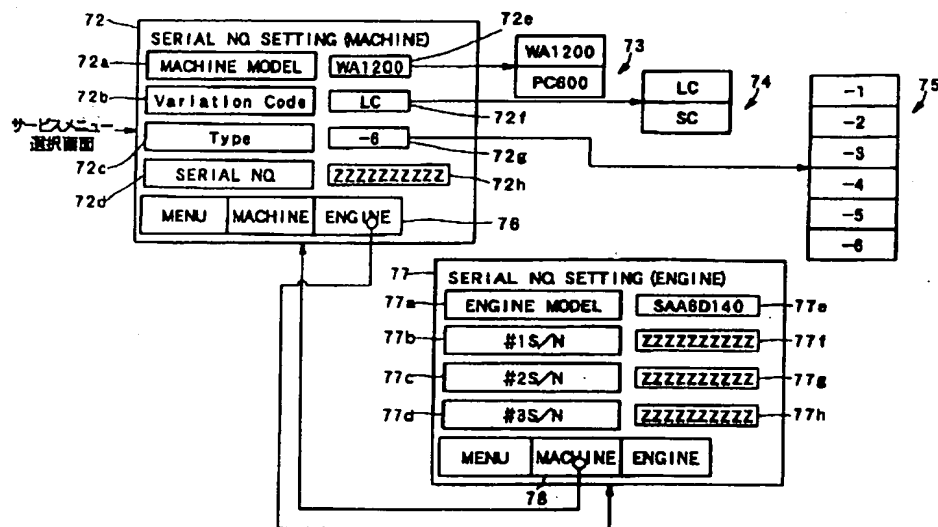 72
SERIAL NO. SETTING (MACHINE)
72e
72a
MACHINE MODEL
WA1200
WA1200
PC600
73
72b
Variation Code
LC
72f
LC
SC
74
-1
-2
-3
-4
-5
-6
75
サービスメニュー
選択画面
72c
Type
-6
72g
72d
SERIAL NO.
ZZZZZZZZZZ
72h
MENU
MACHINE
ENGINE
76
77
SERIAL NO. SETTING (ENGINE)
77a
ENGINE MODEL
SAA6D140
77e
77b
#1S/N
ZZZZZZZZZZ
77f
77c
#2S/N
ZZZZZZZZZZ
77g
77d
#3S/N
ZZZZZZZZZZ
77h
MENU
MACHINE
ENGINE
78